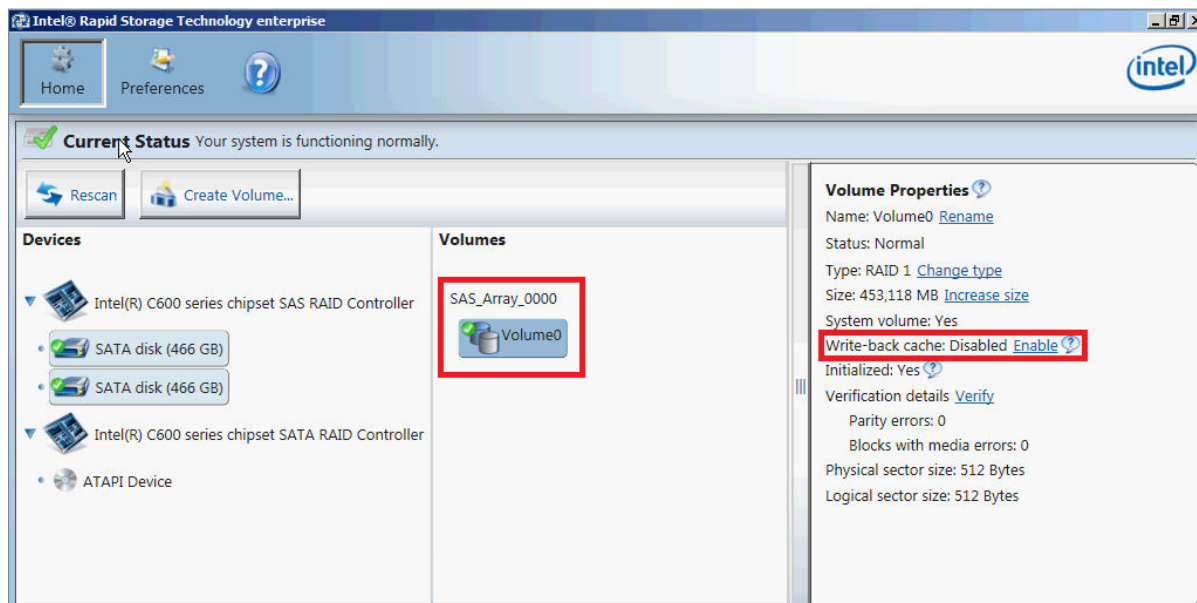 Intel® Rapid Storage Technology enterprise
Home
Preferences
?
intel
Current Status Your system is functioning normally.
Rescan
Create Volume...
Devices
Intel(R) C600 series chipset SAS RAID Controller
SATA disk (466 GB)
SATA disk (466 GB)
Intel(R) C600 series chipset SATA RAID Controller
ATAPI Device
Volumes
SAS_Array_0000
Volume0
Volume Properties ?
Name: Volume0 Rename
Status: Normal
Type: RAID 1 Change type
Size: 453,118 MB Increase size
System volume: Yes
Write-back cache: Disabled Enable ?
Initialized: Yes ?
Verification details Verify
Parity errors: 0
Blocks with media errors: 0
Physical sector size: 512 Bytes
Logical sector size: 512 Bytes